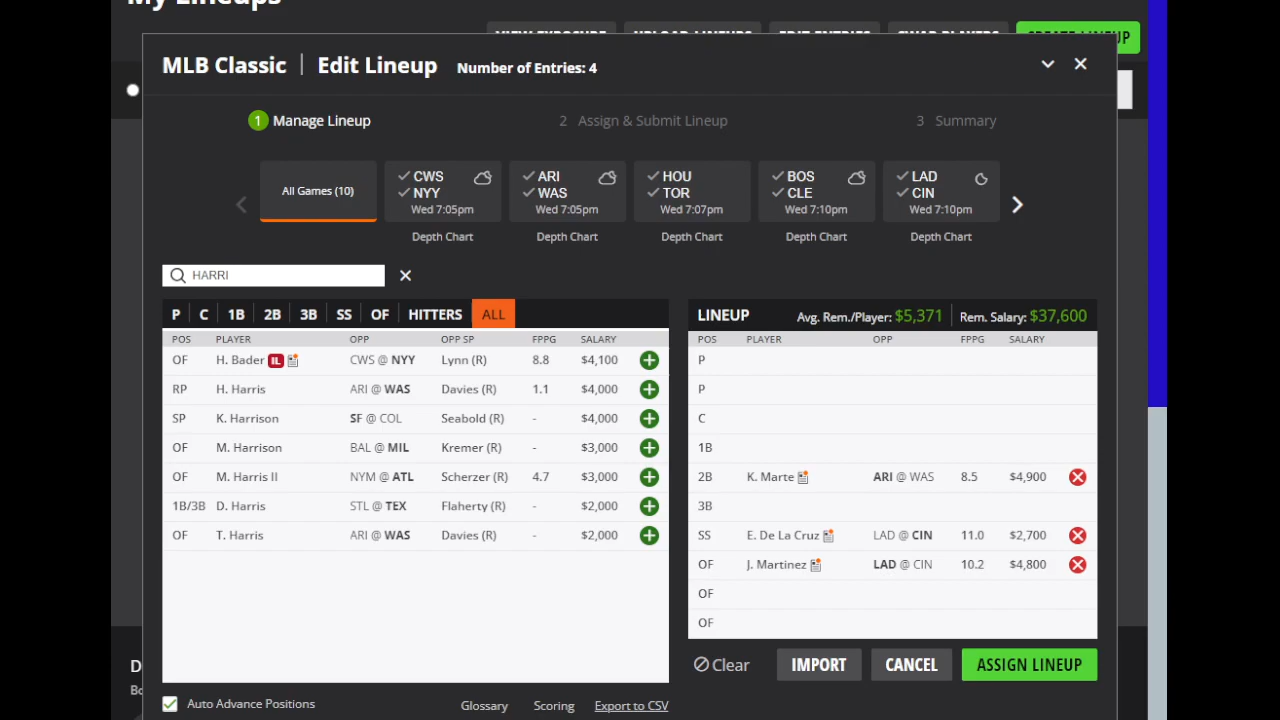 My Lineups
VIEW EXPOSURE UPLOAD LINEUPS EDIT ENTRIES SWAP PLAYERS CREATE LINEUP
MLB Classic | Edit Lineup Number of Entries: 4
1 Manage Lineup 2 Assign & Submit Lineup 3 Summary
All Games (10)
CWS
NYY
Wed 7:05pm
Depth Chart
ARI
WAS
Wed 7:05pm
Depth Chart
HOU
TOR
Wed 7:07pm
Depth Chart
BOS
CLE
Wed 7:10pm
Depth Chart
LAD
CIN
Wed 7:10pm
Depth Chart
HARRI
P C 1B 2B 3B SS OF HITTERS ALL
POS PLAYER OPP OPP SP FPPG SALARY
OF H. Bader IL CWS @ NYY Lynn (R) 8.8 $4,100
RP H. Harris ARI @ WAS Davies (R) 1.1 $4,000
SP K. Harrison SF @ COL Seabold (R) - $4,000
OF M. Harrison BAL @ MIL Kremer (R) - $3,000
OF M. Harris II NYM @ ATL Scherzer (R) 4.7 $3,000
1B/3B D. Harris STL @ TEX Flaherty (R) - $2,000
OF T. Harris ARI @ WAS Davies (R) - $2,000
LINEUP Avg. Rem./Player: $5,371 Rem. Salary: $37,600
POS PLAYER OPP FPPG SALARY
P
P
C
1B
2B K. Marte ARI @ WAS 8.5 $4,900
3B
SS E. De La Cruz LAD @ CIN 11.0 $2,700
OF J. Martinez LAD @ CIN 10.2 $4,800
OF
OF
Clear IMPORT CANCEL ASSIGN LINEUP
Auto Advance Positions Glossary Scoring Export to CSV